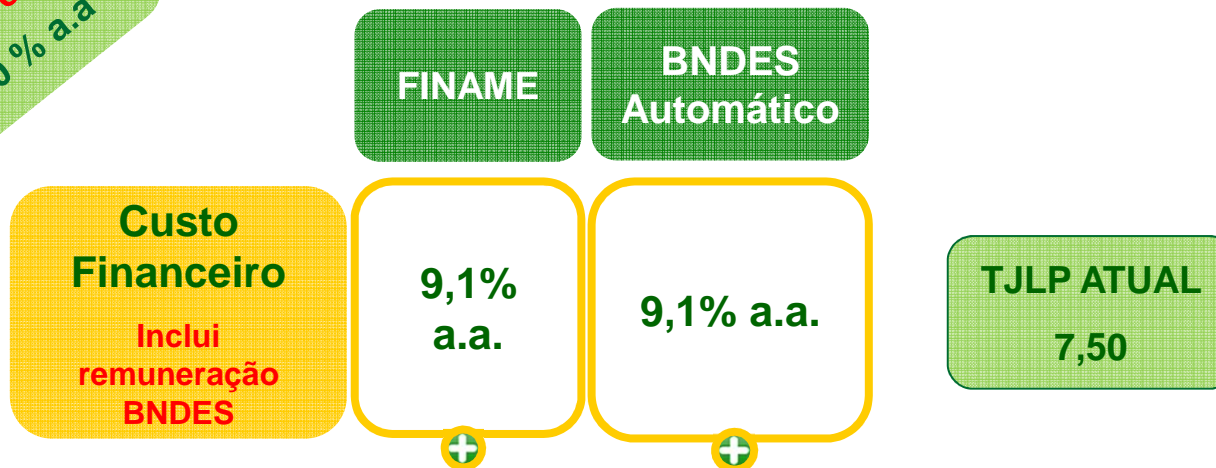 % a.a
FINAME
BNDES
Automático
Custo
Financeiro
Inclui
remuneração
BNDES
9,1%
a.a.
9,1% a.a.
TJLP ATUAL
7,50